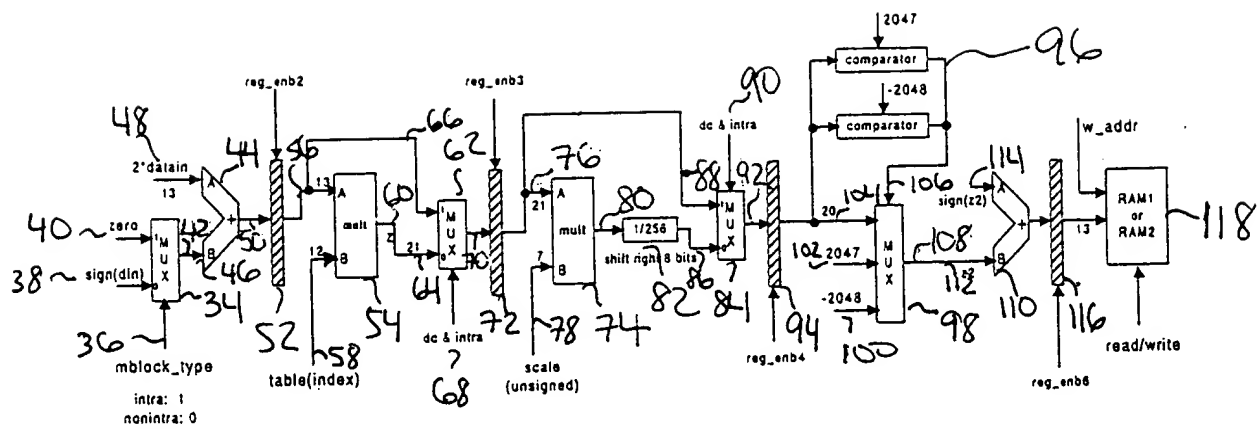 2047
96
comparator
reg_enb2
reg_enb3
90
-2048
comparator
w_addr
48
2*datain
13
44
A
56
66
62
dc & intra
76
88
92
114
sign(z2)
A
RAM1
or
RAM2
118
40
zero
42
1
M
U
X
0
+
50
13
A
mult
12
B
60
2
1
M
U
X
0
21
64
70
21
A
mult
7
B
80
1/256
shift right 8 bits
82
86
1
M
U
X
0
84
20
104
106
102
2047
M
U
X
108
112
+
13
38
sign(din)
46
B
34
54
72
dc & intra
68
78
74
94
-2048
100
98
B
110
116
36
52
58
mblock_type
table(index)
scale
(unsigned)
reg_enb4
reg_enb6
read/write
intra: 1
nonintra: 0